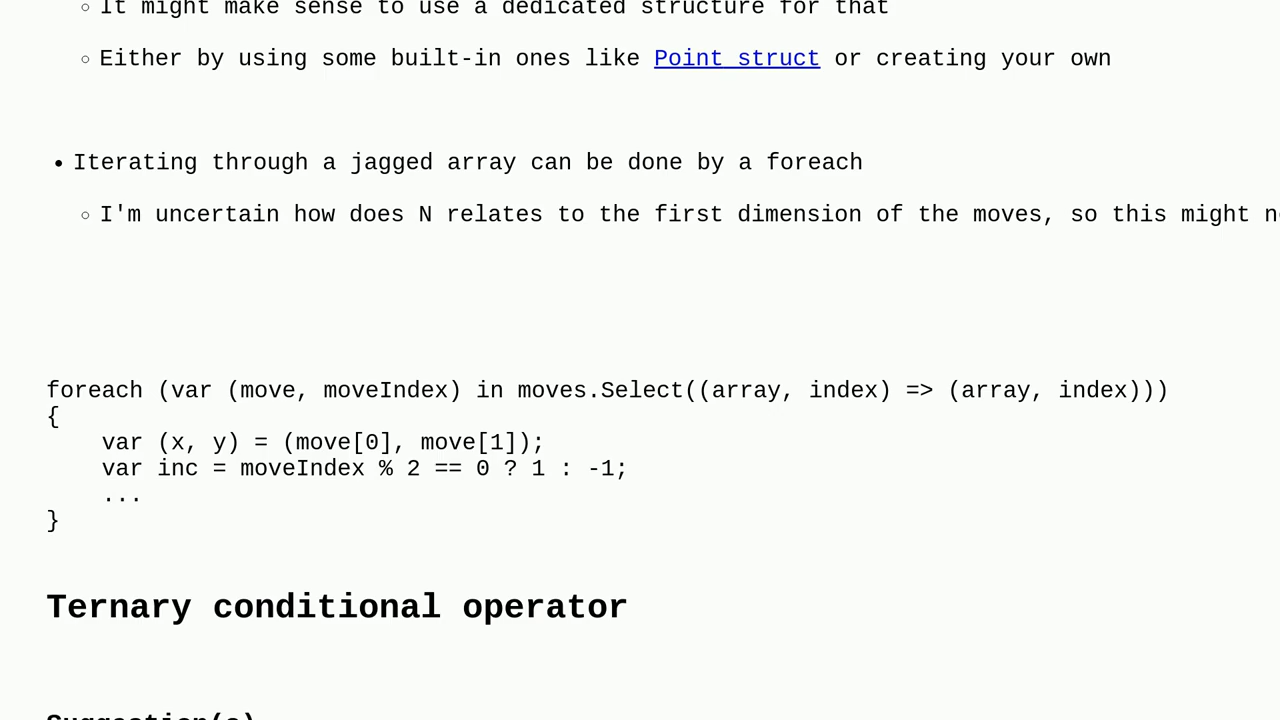 It might make sense to use a dedicated structure for that
Either by using some built-in ones like Point struct or creating your own
Iterating through a jagged array can be done by a foreach
I'm uncertain how does N relates to the first dimension of the moves, so this might
foreach (var (move, moveIndex) in moves.Select((array, index) => (array, index)))
{
    var (x, y) = (move[0], move[1]);
    var inc = moveIndex % 2 == 0 ? 1 : -1;
    ...
}
Ternary conditional operator
Suggestion(s)